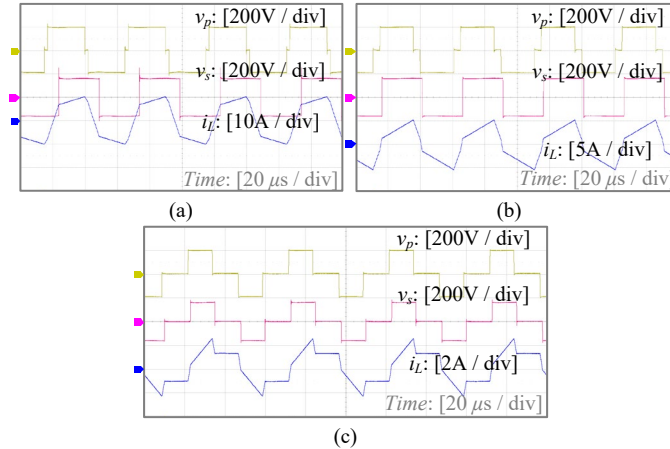 v_p: [200V / div]
v_s: [200V / div]
i_L: [10A / div]
Time: [20 μs / div]
(a)
v_p: [200V / div]
v_s: [200V / div]
i_L: [5A / div]
Time: [20 μs / div]
(b)
v_p: [200V / div]
v_s: [200V / div]
i_L: [2A / div]
Time: [20 μs / div]
(c)